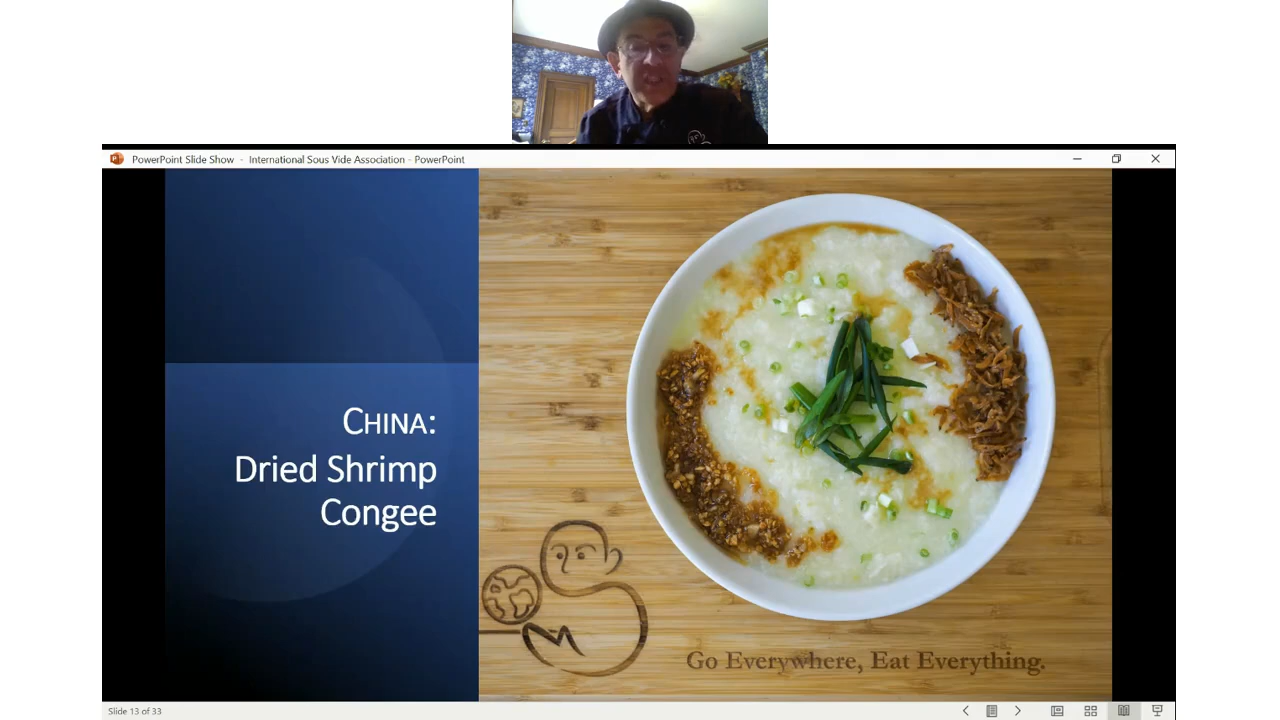 PowerPoint Slide Show - International Sous Vide Association - PowerPoint
CHINA:
Dried Shrimp
Congee
Go Everywhere, Eat Everything.
Slide 13 of 33